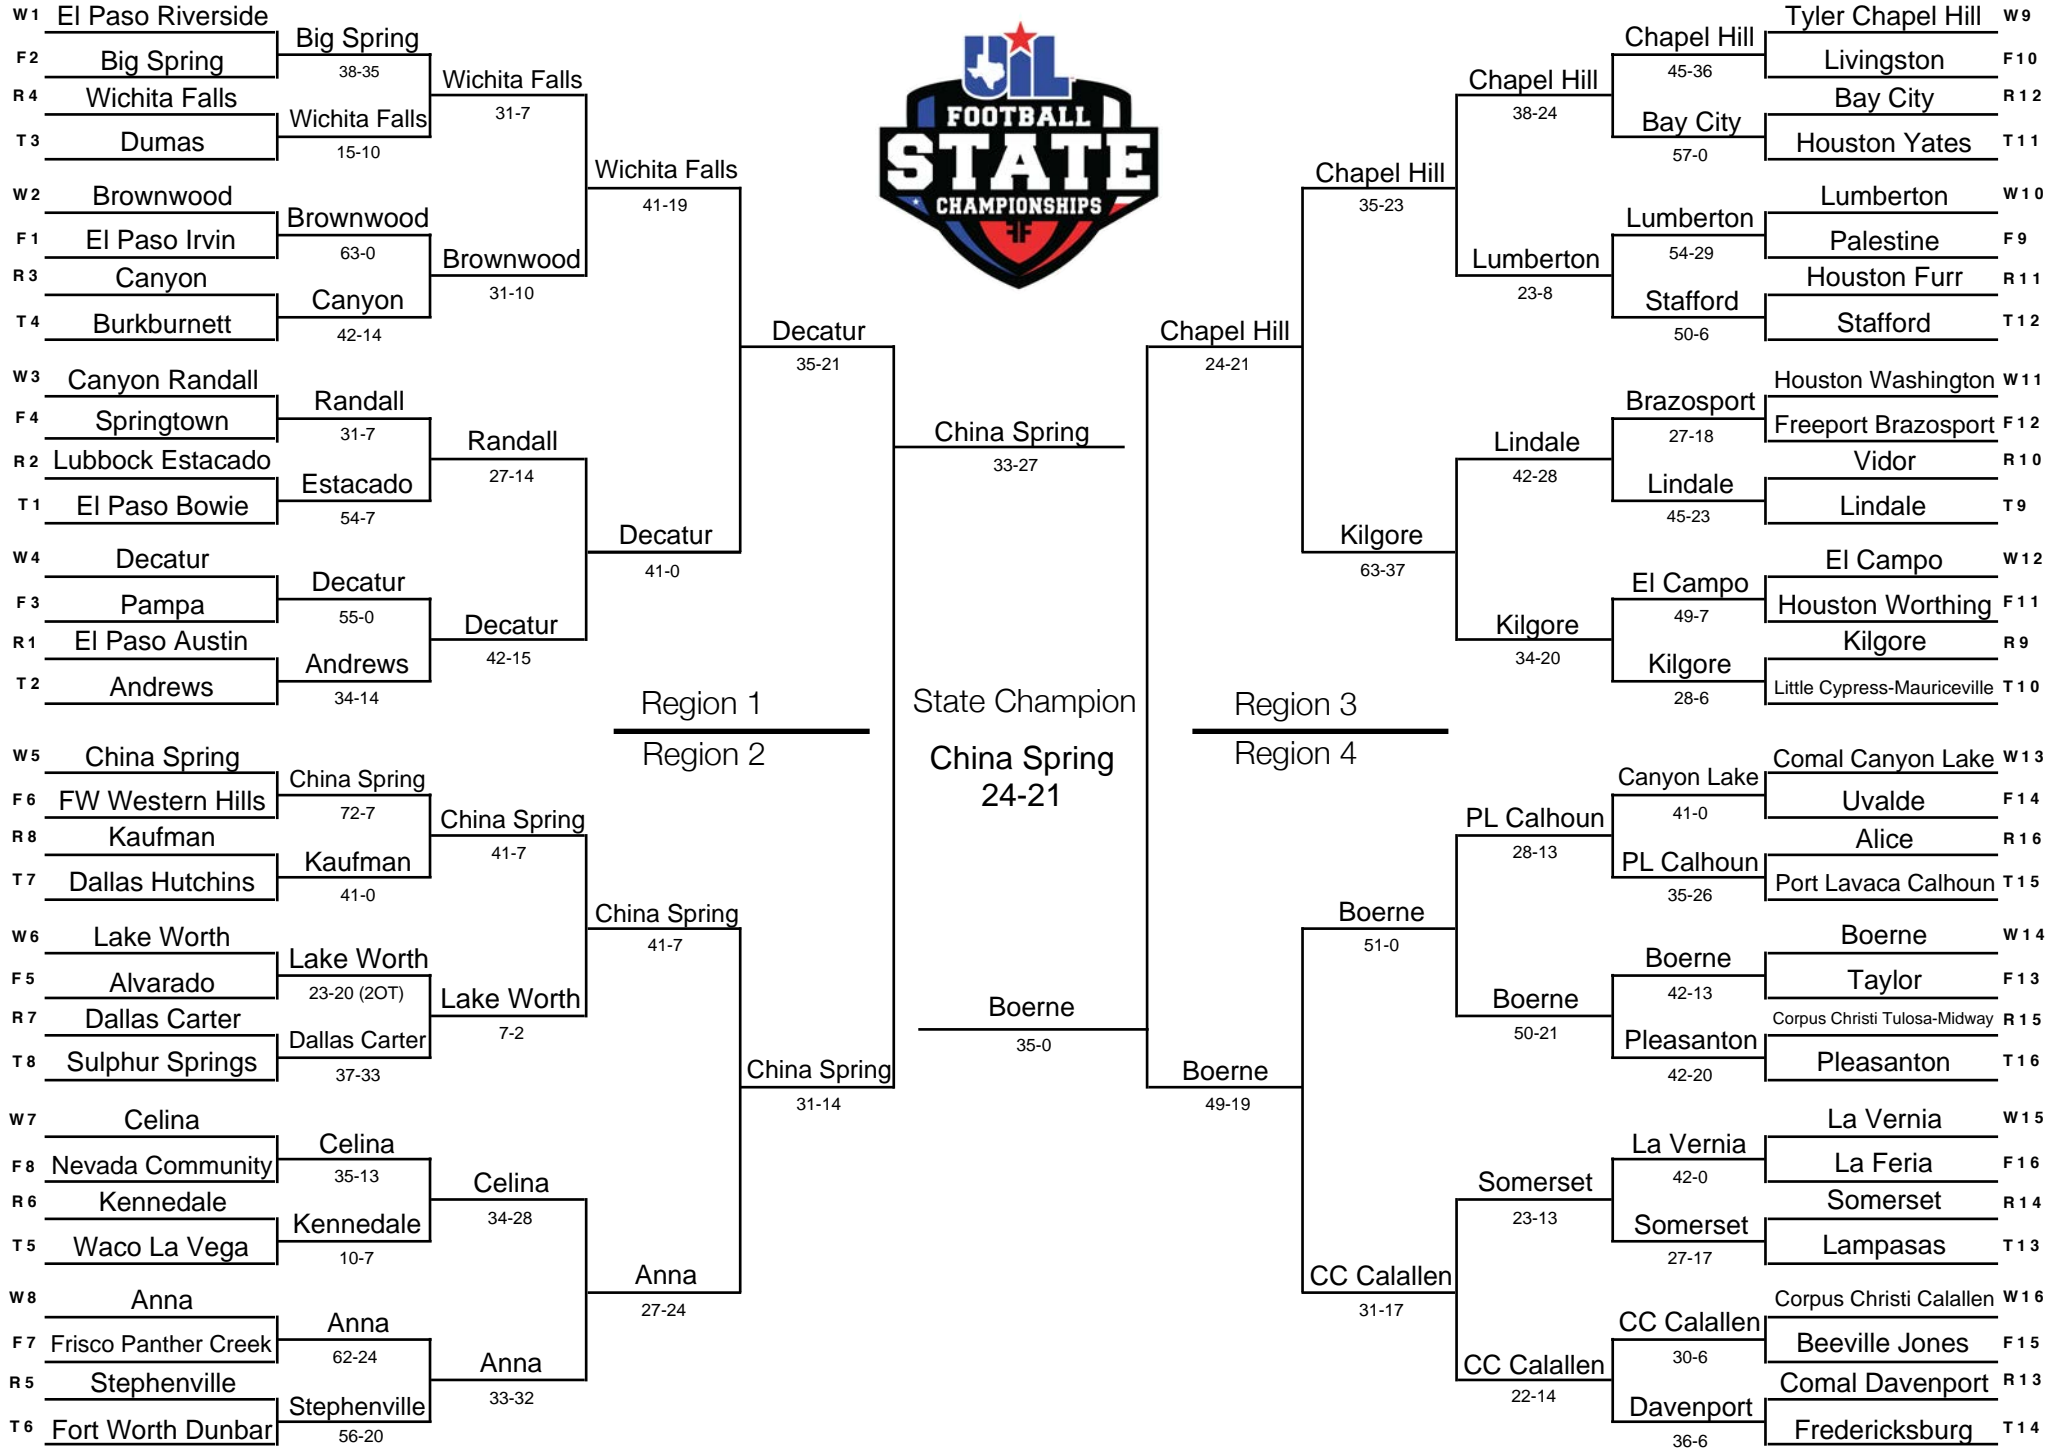 W1 El Paso Riverside
F2 Big Spring
R4 Wichita Falls
T3 Dumas
W2 Brownwood
F1 El Paso Irvin
R3 Canyon
T4 Burkburnett
W3 Canyon Randall
F4 Springtown
R2 Lubbock Estacado
T1 El Paso Bowie
W4 Decatur
F3 Pampa
R1 El Paso Austin
T2 Andrews
W5 China Spring
F6 FW Western Hills
R8 Kaufman
T7 Dallas Hutchins
W6 Lake Worth
F5 Alvarado
R7 Dallas Carter
T8 Sulphur Springs
W7 Celina
F8 Nevada Community
R6 Kennedale
T5 Waco La Vega
W8 Anna
F7 Frisco Panther Creek
R5 Stephenville
T6 Fort Worth Dunbar
Big Spring
38-35
Wichita Falls
15-10
Brownwood
63-0
Canyon
42-14
Randall
31-7
Estacado
54-7
Decatur
55-0
Andrews
34-14
China Spring
72-7
Kaufman
41-0
Lake Worth
23-20 (2OT)
Dallas Carter
37-33
Celina
35-13
Kennedale
10-7
Anna
62-24
Stephenville
56-20
Wichita Falls
31-7
Brownwood
31-10
Randall
27-14
Decatur
42-15
China Spring
41-7
Lake Worth
7-2
Celina
34-28
Anna
33-32
Wichita Falls
41-19
Decatur
41-0
China Spring
41-7
Anna
27-24
Decatur
35-21
China Spring
31-14
China Spring
33-27
Region 1
Region 2
UIL
FOOTBALL
STATE
CHAMPIONSHIPS
State Champion
China Spring
24-21
Boerne
35-0
Region 3
Region 4
Chapel Hill
24-21
Boerne
49-19
Chapel Hill
35-23
Kilgore
63-37
Boerne
51-0
CC Calallen
31-17
Chapel Hill
38-24
Lumberton
23-8
Lindale
42-28
Kilgore
34-20
PL Calhoun
28-13
Boerne
50-21
Somerset
23-13
CC Calallen
22-14
Chapel Hill
45-36
Bay City
57-0
Lumberton
54-29
Stafford
50-6
Brazosport
27-18
Lindale
45-23
El Campo
49-7
Kilgore
28-6
Canyon Lake
41-0
PL Calhoun
35-26
Boerne
42-13
Pleasanton
42-20
La Vernia
42-0
Somerset
27-17
CC Calallen
30-6
Davenport
36-6
Tyler Chapel Hill W9
Livingston F10
Bay City R12
Houston Yates T11
Lumberton W10
Palestine F9
Houston Furr R11
Stafford T12
Houston Washington W11
Freeport Brazosport F12
Vidor R10
Lindale T9
El Campo W12
Houston Worthing F11
Kilgore R9
Little Cypress-Mauriceville T10
Comal Canyon Lake W13
Uvalde F14
Alice R16
Port Lavaca Calhoun T15
Boerne W14
Taylor F13
Corpus Christi Tulosa-Midway R15
Pleasanton T16
La Vernia W15
La Feria F16
Somerset R14
Lampasas T13
Corpus Christi Calallen W16
Beeville Jones F15
Comal Davenport R13
Fredericksburg T14